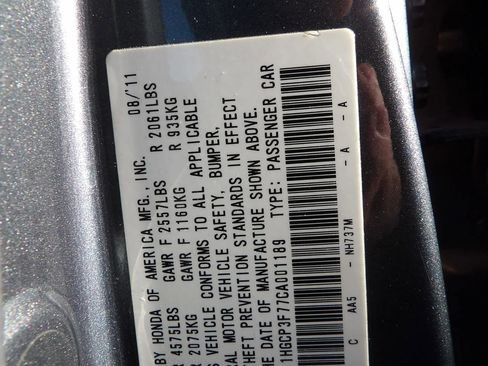 BY HONDA OF AMERICA MFG., INC. 08/'11
4575LBS GAWR F 2557LBS R 2061LBS
2075KG GAWR F 1160KG R 935KG
VEHICLE CONFORMS TO ALL APPLICABLE
MOTOR VEHICLE SAFETY, BUMPER,
THEFT PREVENTION STANDARDS IN EFFECT
DATE OF MANUFACTURE SHOWN ABOVE.
1HGCP3F77CA001189 TYPE: PASSENGER CAR
C AA5 - NH737M - A - A